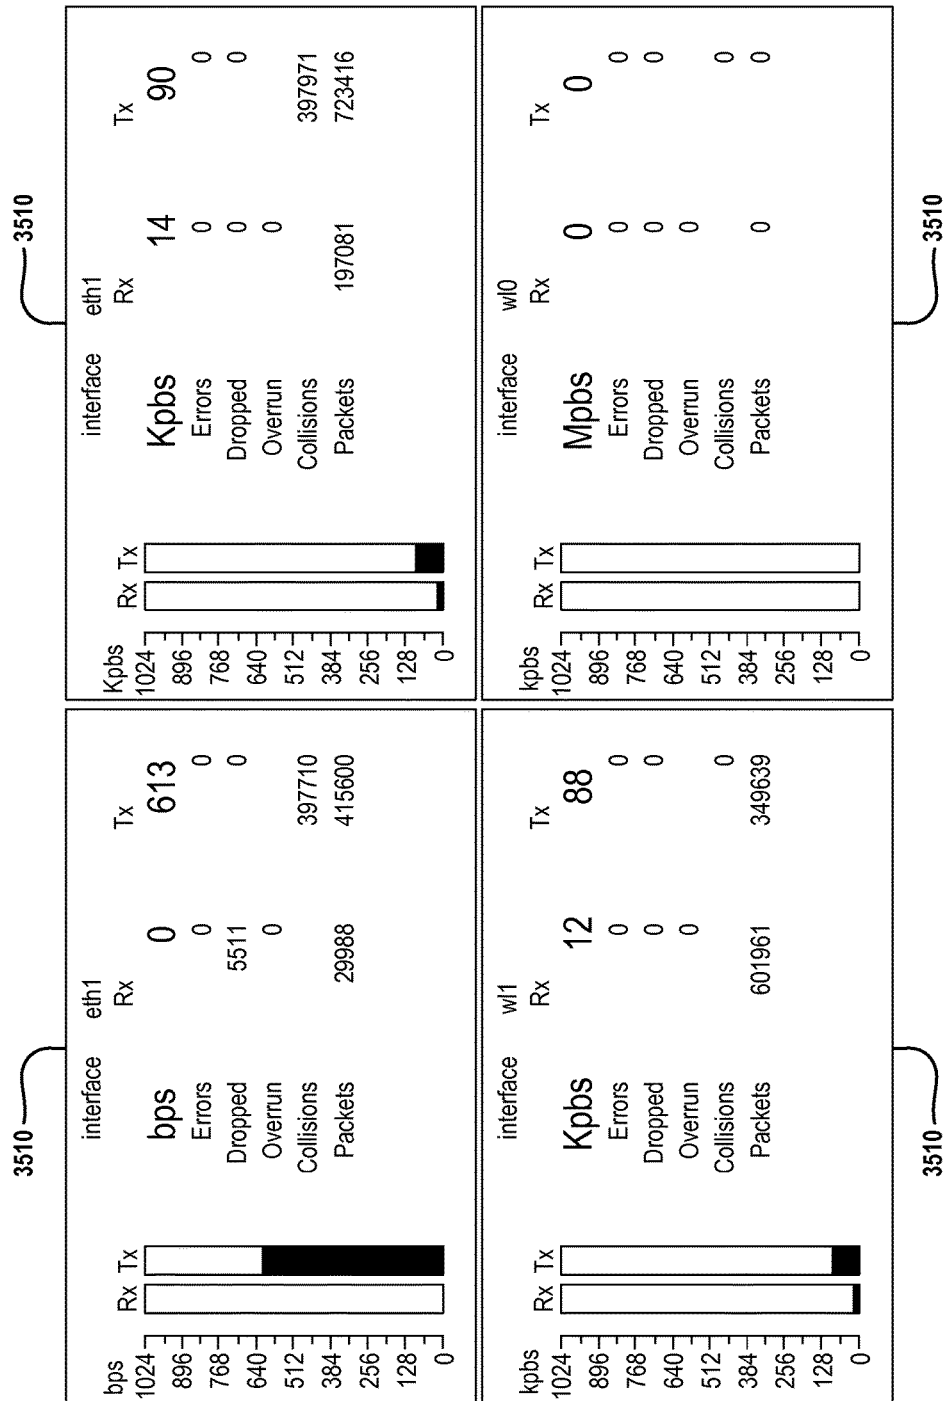 3510
bps
1024
896
768
640
512
384
256
128
0
Rx Tx
interface eth1
Rx Tx
bps 0 613
Errors 0 0
Dropped 5511 0
Overrun 0
Collisions 397710
Packets 29988 415600
3510
Kpbs
1024
896
768
640
512
384
256
128
0
Rx Tx
interface eth1
Rx Tx
Kpbs 14 90
Errors 0 0
Dropped 0 0
Overrun 0
Collisions 397971
Packets 197081 723416
kpbs
1024
896
768
640
512
384
256
128
0
Rx Tx
interface wl1
Rx Tx
Kpbs 12 88
Errors 0 0
Dropped 0 0
Overrun 0
Collisions 0
Packets 601961 349639
3510
kpbs
1024
896
768
640
512
384
256
128
0
Rx Tx
interface wl0
Rx Tx
Mpbs 0 0
Errors 0 0
Dropped 0 0
Overrun 0
Collisions 0
Packets 0 0
3510